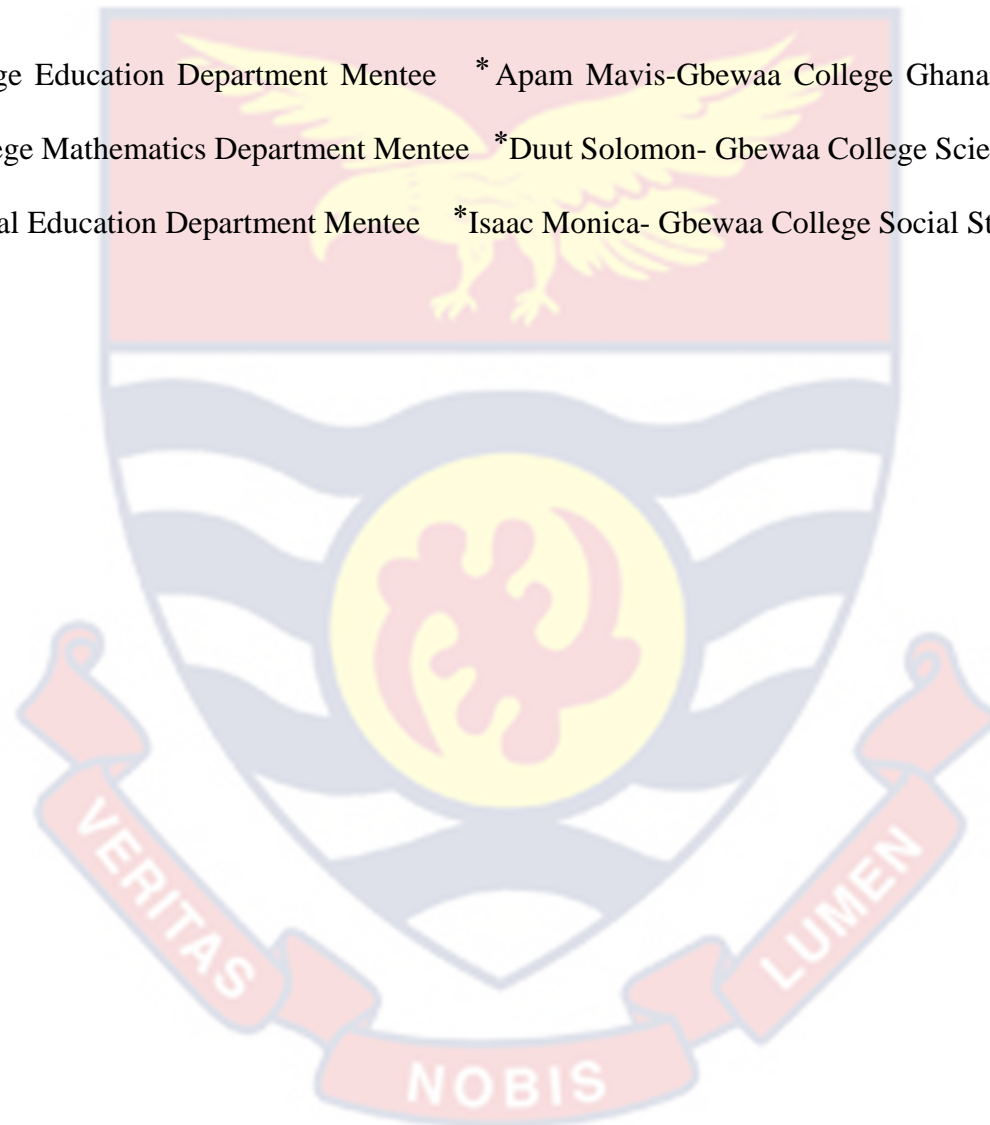 ge Education Department Mentee *Apam Mavis-Gbewaa College Ghana
ege Mathematics Department Mentee *Duut Solomon- Gbewaa College Scie
al Education Department Mentee *Isaac Monica- Gbewaa College Social St
VERITAS
NOBIS
LUMEN